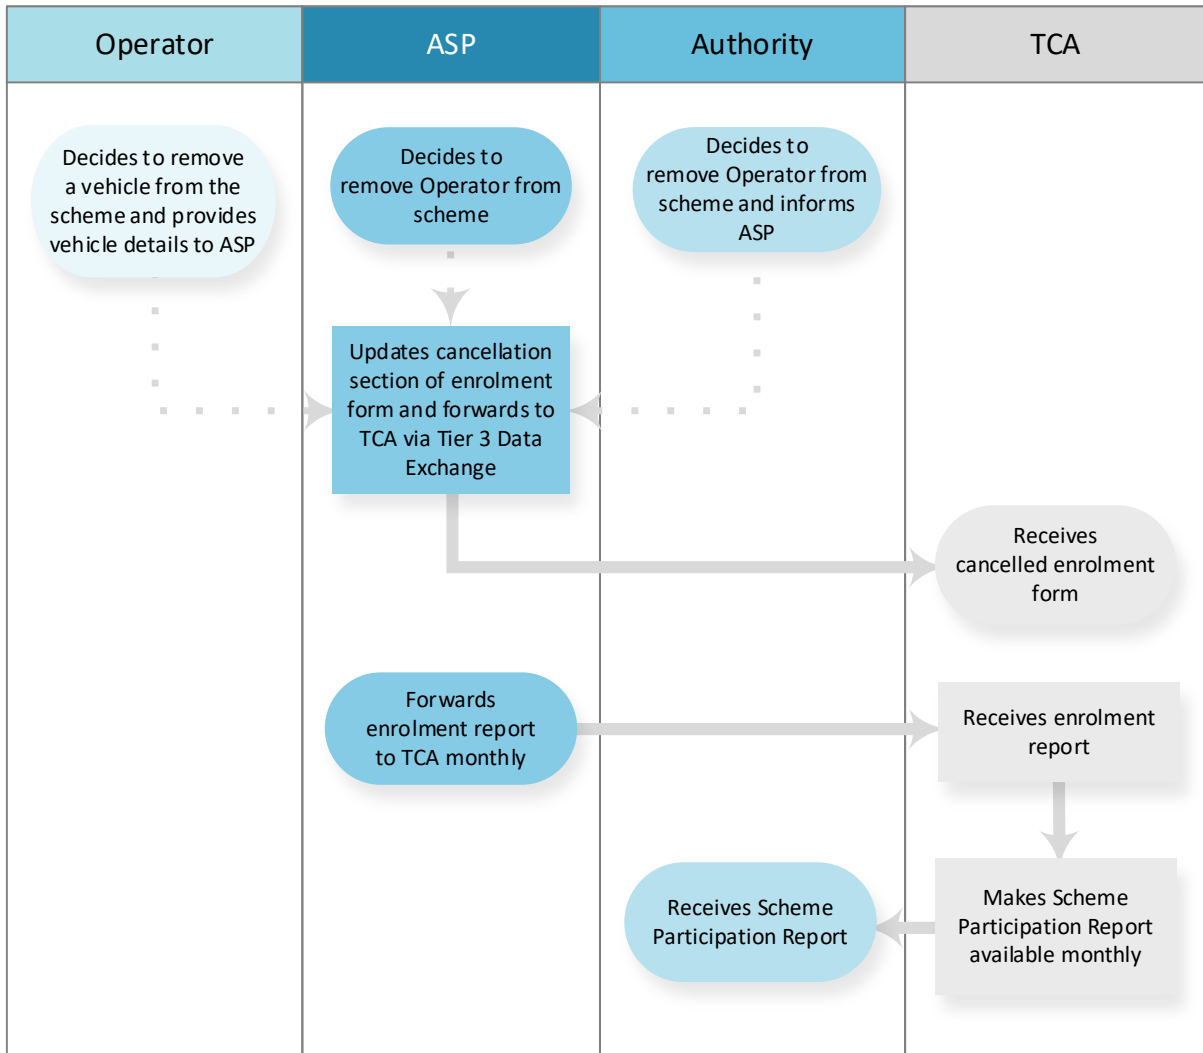 Operator
ASP
Authority
TCA
Decides to remove
a vehicle from the
scheme and provides
vehicle details to ASP
Decides to
remove Operator from
scheme
Decides to
remove Operator from
scheme and informs
ASP
Updates cancellation
section of enrolment
form and forwards to
TCA via Tier 3 Data
Exchange
Receives
cancelled enrolment
form
Forwards
enrolment report
to TCA monthly
Receives enrolment
report
Receives Scheme
Participation Report
Makes Scheme
Participation Report
available monthly